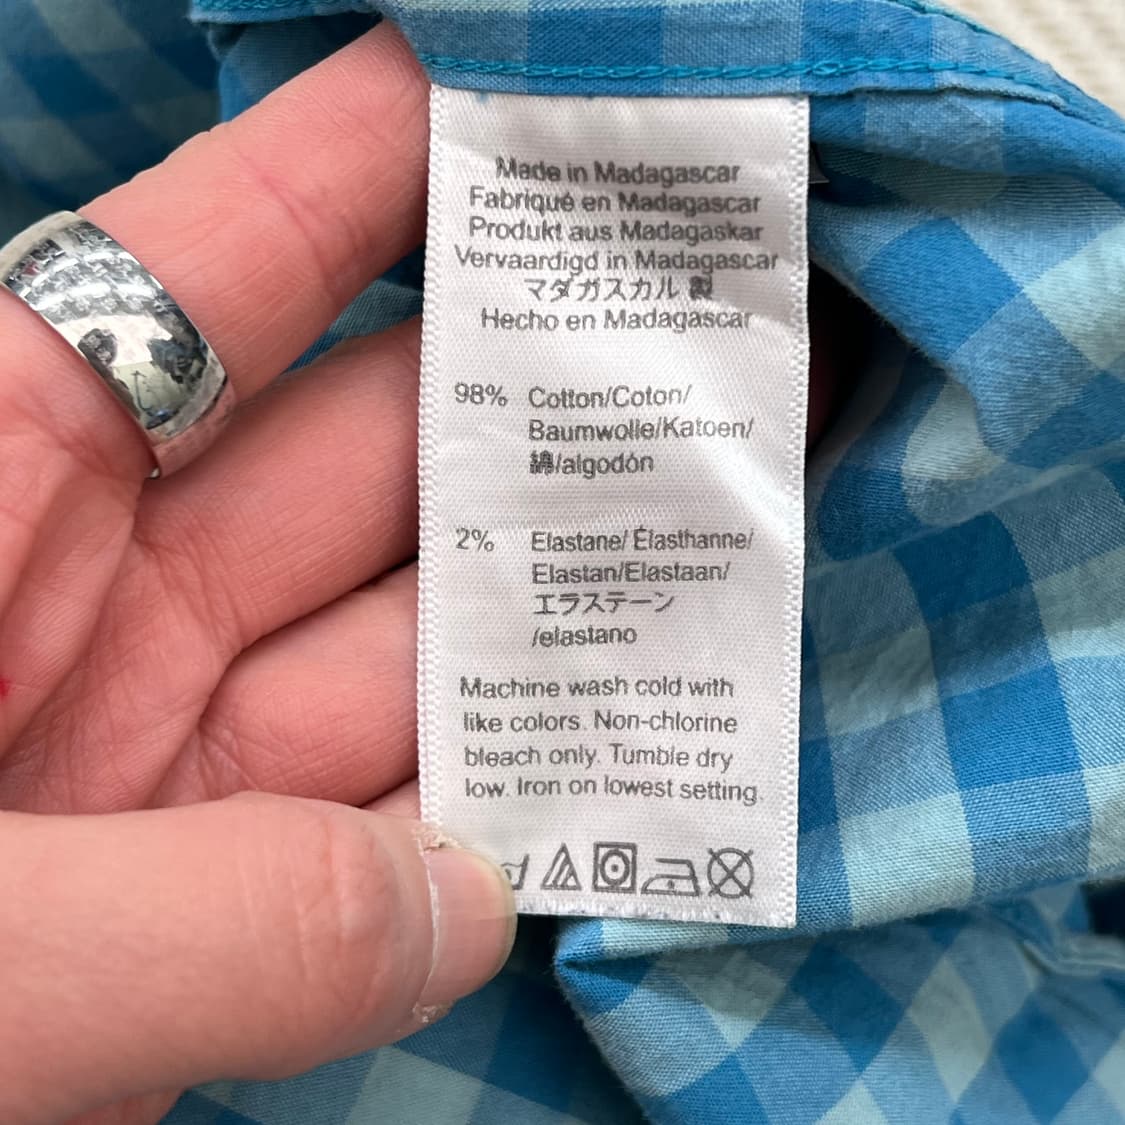 Made in Madagascar
Fabriqué en Madagascar
Produkt aus Madagaskar
Vervaardigd in Madagascar
マダガスカル 製
Hecho en Madagascar
98% Cotton/Coton/
Baumwolle/Katoen/
綿/algodón
2% Elastane/ Élasthanne/
Elastan/Elastaan/
エラステーン
/elastano
Machine wash cold with
like colors. Non-chlorine
bleach only. Tumble dry
low. Iron on lowest setting.